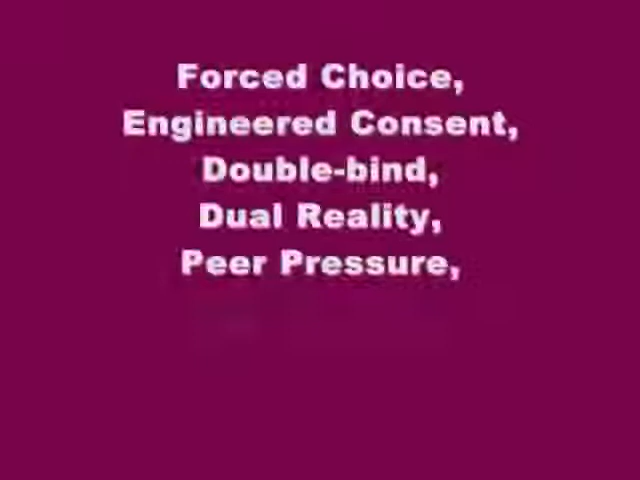 Forced Choice,
Engineered Consent,
Double-bind,
Dual Reality,
Peer Pressure,